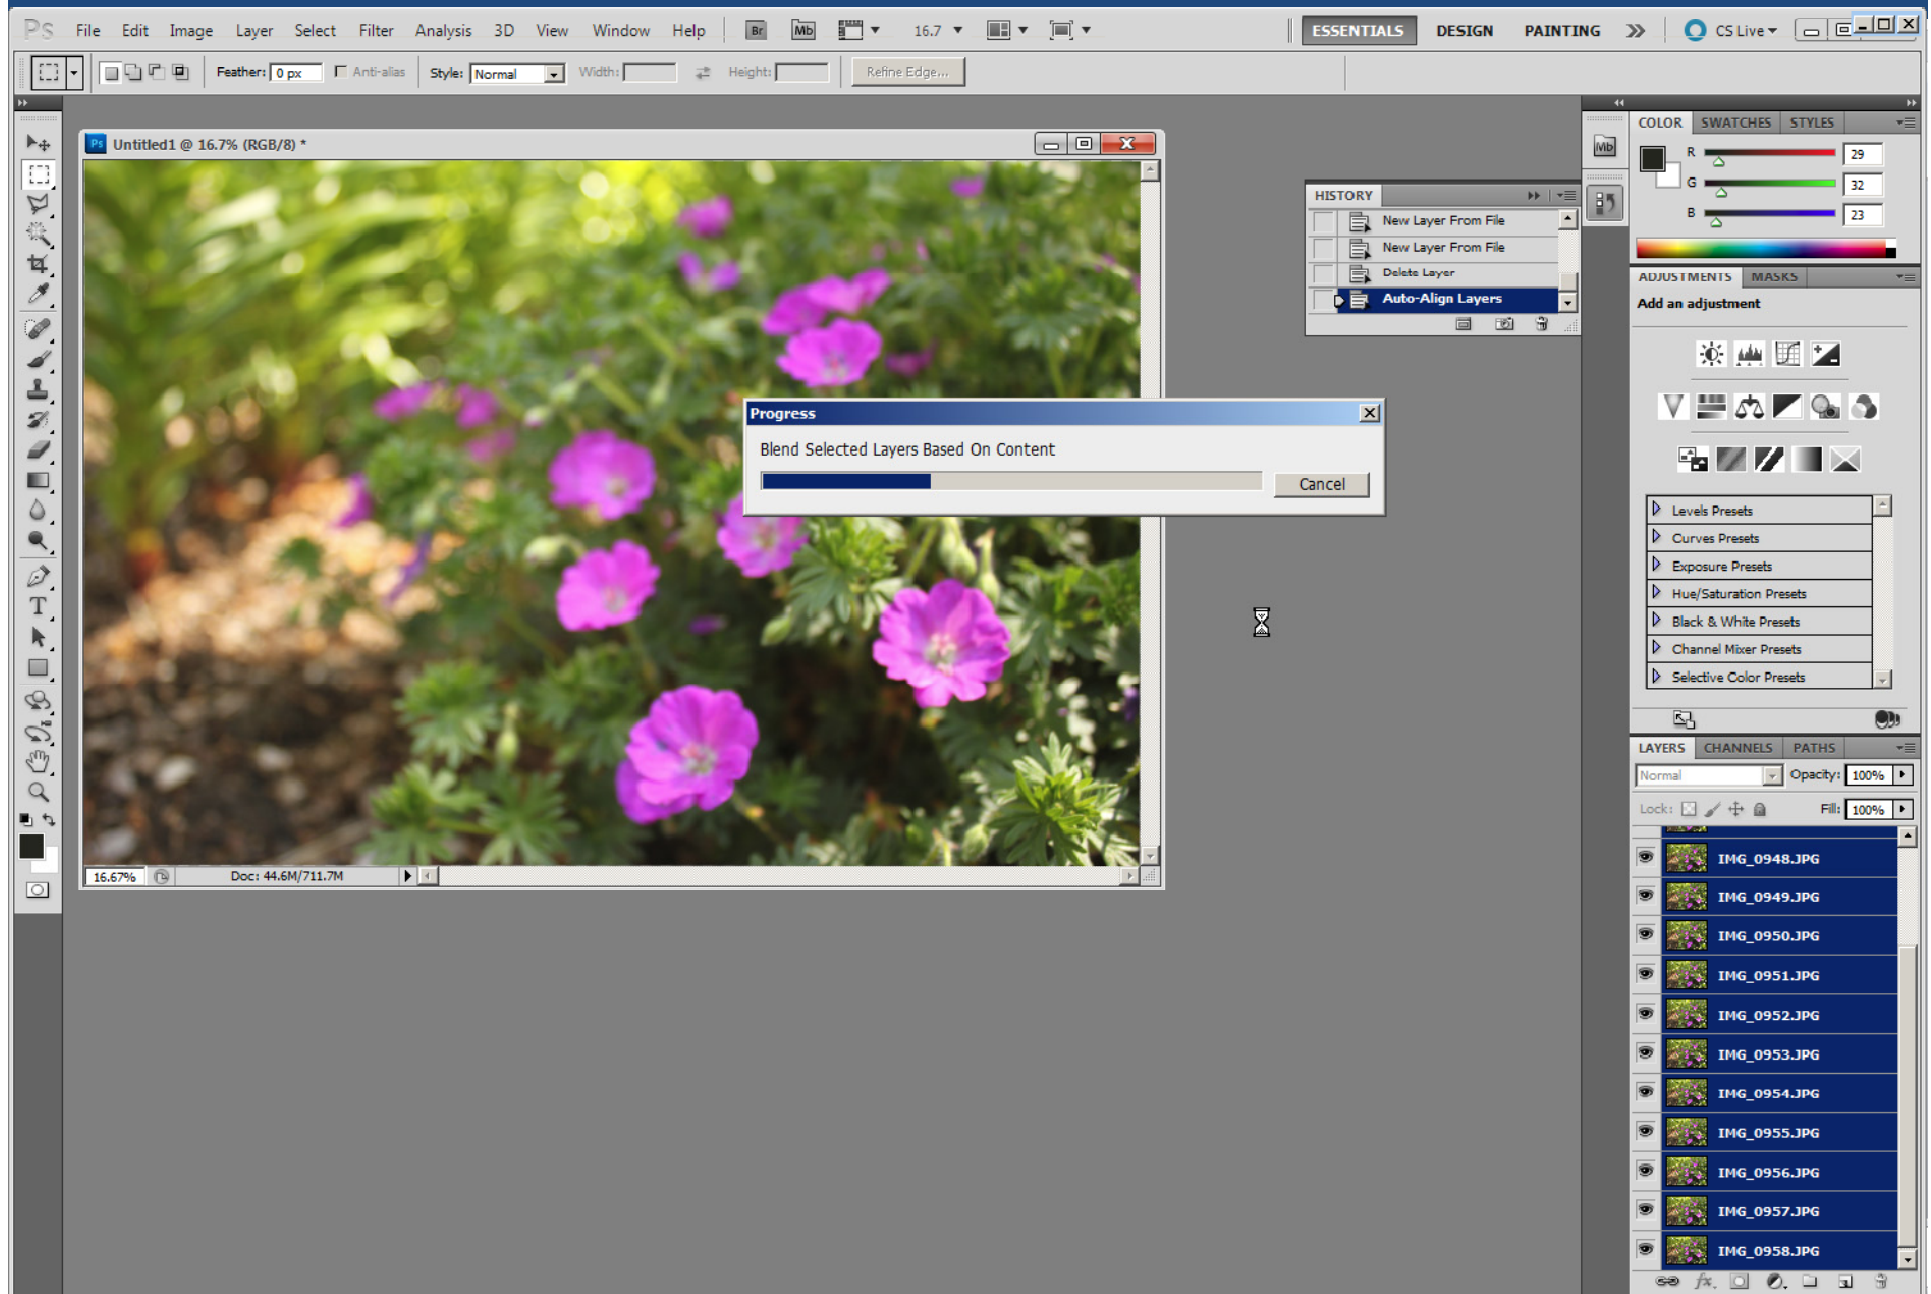 Ps File Edit Image Layer Select Filter Analysis 3D View Window Help Br Mb 16.7 ESSENTIALS DESIGN PAINTING CS Live
Feather: 0 px Anti-alias Style: Normal Width: Height: Refine Edge...
Ps Untitled1 @ 16.7% (RGB/8) *
16.67% Doc: 44.6M/711.7M
HISTORY
New Layer From File
New Layer From File
Delete Layer
Auto-Align Layers
Progress
Blend Selected Layers Based On Content
Cancel
T
Mb
COLOR SWATCHES STYLES
R 29
G 32
B 23
ADJUSTMENTS MASKS
Add an adjustment
Levels Presets
Curves Presets
Exposure Presets
Hue/Saturation Presets
Black & White Presets
Channel Mixer Presets
Selective Color Presets
LAYERS CHANNELS PATHS
Normal Opacity: 100%
Lock: Fill: 100%
IMG_0948.JPG
IMG_0949.JPG
IMG_0950.JPG
IMG_0951.JPG
IMG_0952.JPG
IMG_0953.JPG
IMG_0954.JPG
IMG_0955.JPG
IMG_0956.JPG
IMG_0957.JPG
IMG_0958.JPG
fx.